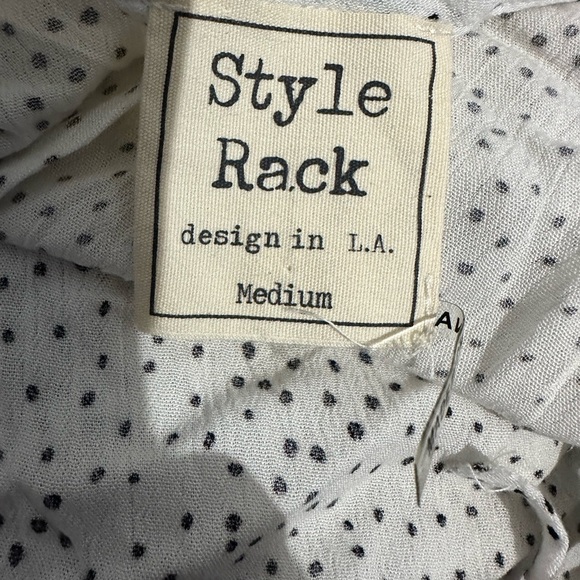 Style
Rack
design in L.A.
Medium